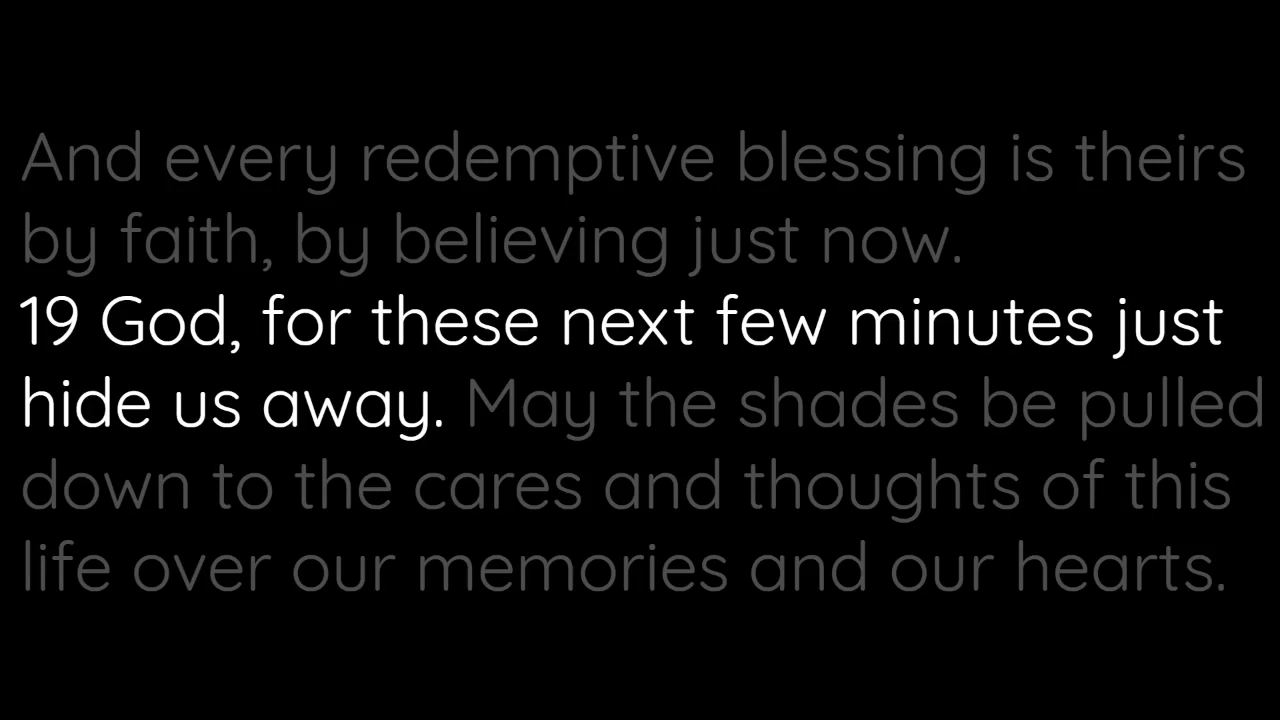 And every redemptive blessing is theirs
by faith, by believing just now.
19 God, for these next few minutes just
hide us away. May the shades be pulled
down to the cares and thoughts of this
life over our memories and our hearts.